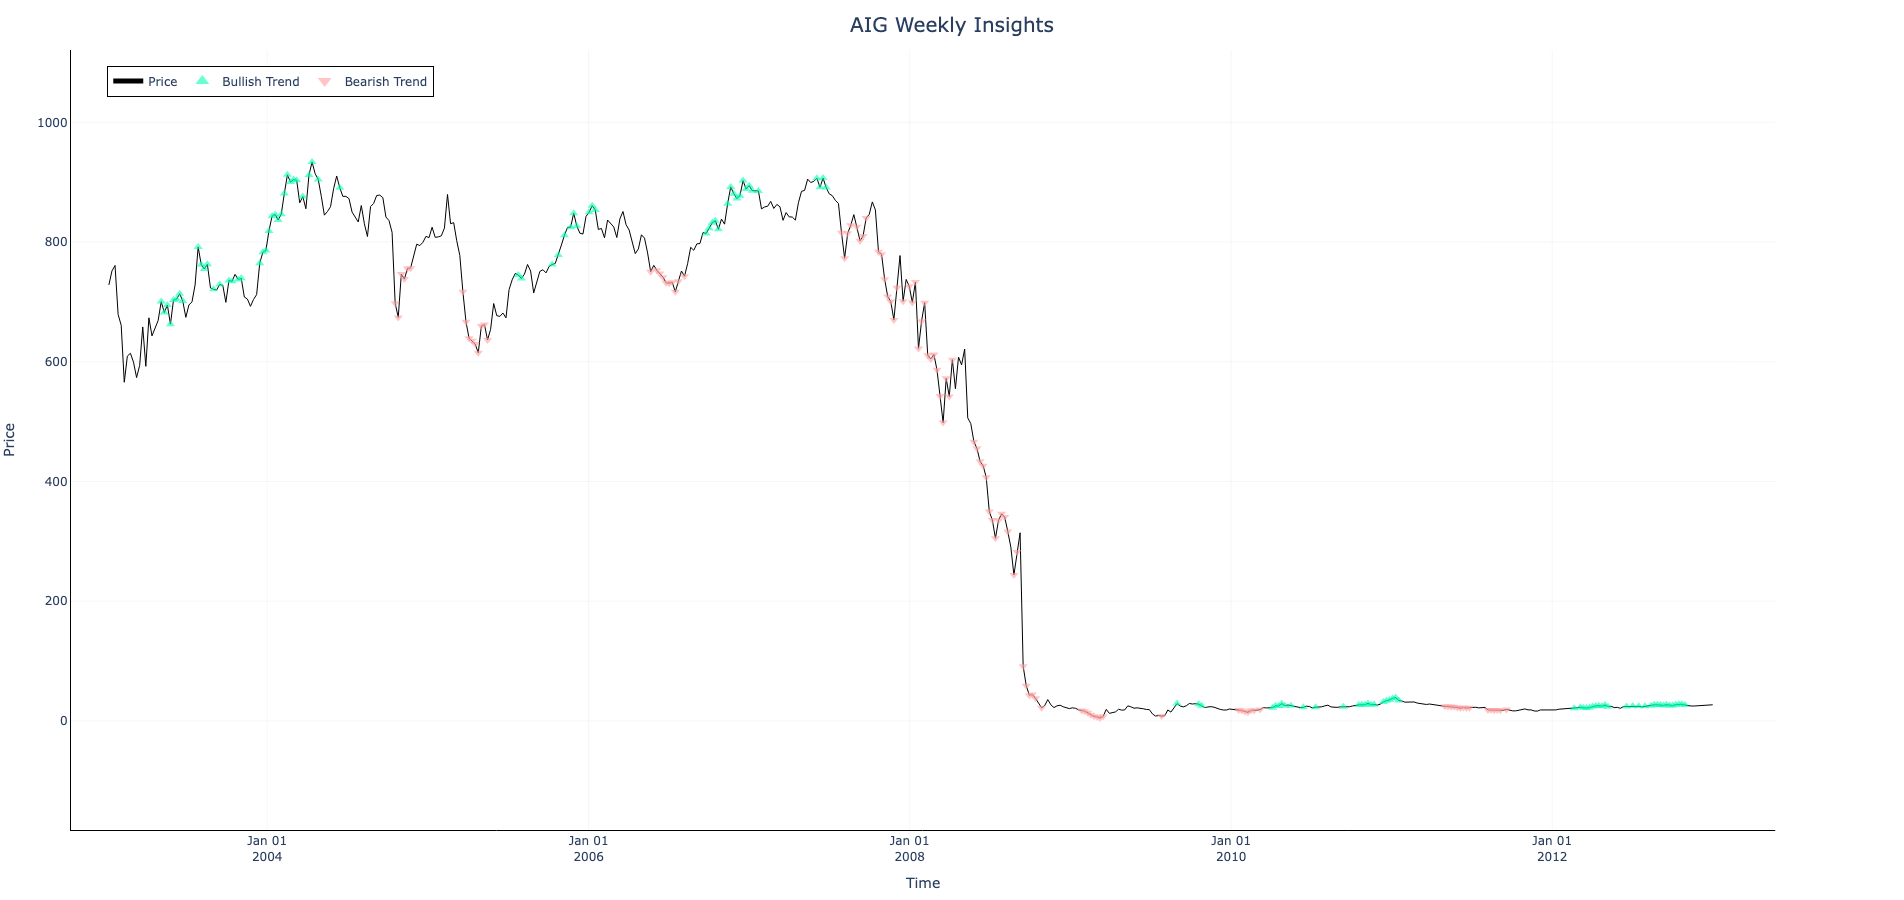 AIG Weekly Insights
Price Bullish Trend Bearish Trend
1000
800
600
400
200
0
Price
Jan 01 Jan 01 Jan 01 Jan 01 Jan 01
2004 2006 2008 2010 2012
Time